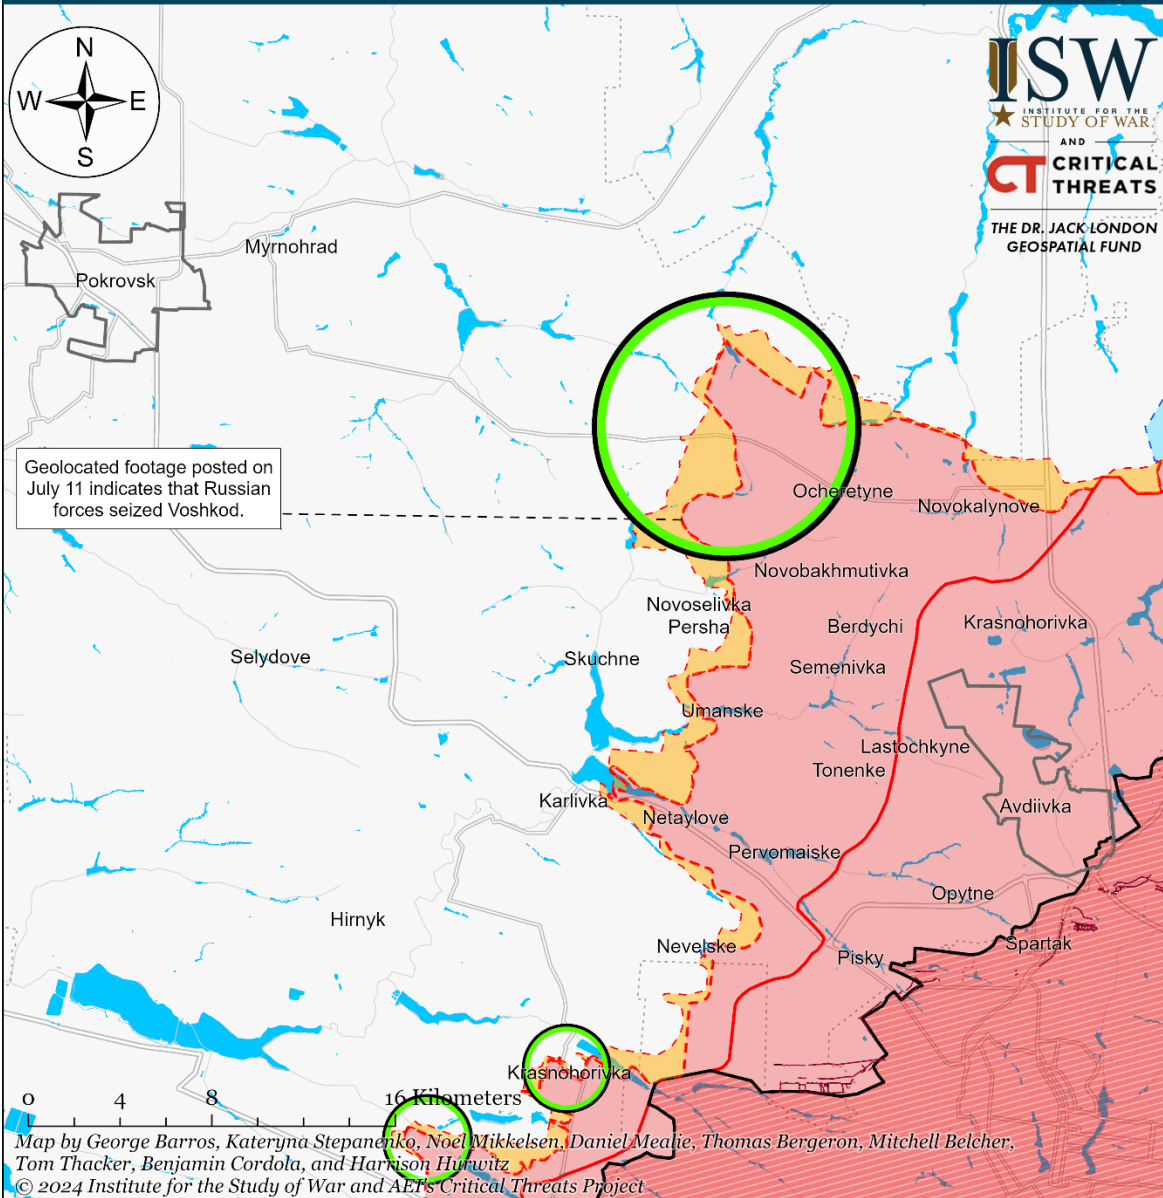 N
W E
S
ISW
INSTITUTE FOR THE
STUDY OF WAR
AND
CT CRITICAL
THREATS
THE DR. JACK LONDON
GEOSPATIAL FUND
Myrnohrad
Pokrovsk
Geolocated footage posted on
July 11 indicates that Russian
forces seized Voshkod.
Ocheretyne
Novokalynove
Novobakhmutivka
Novoselivka
Persha
Berdychi
Krasnohorivka
Selydove
Skuchne
Semenivka
Umanske
Lastochkyne
Tonenke
Karlivka
Avdiivka
Netaylove
Pervomaiske
Opytne
Hirnyk
Nevelske
Spartak
Pisky
Krasnohorivka
0 4 8 16 Kilometers
Map by George Barros, Kateryna Stepanenko, Noel Mikkelsen, Daniel Mealie, Thomas Bergeron, Mitchell Belcher,
Tom Thacker, Benjamin Cordola, and Harrison Hurwitz
© 2024 Institute for the Study of War and AEI's Critical Threats Project